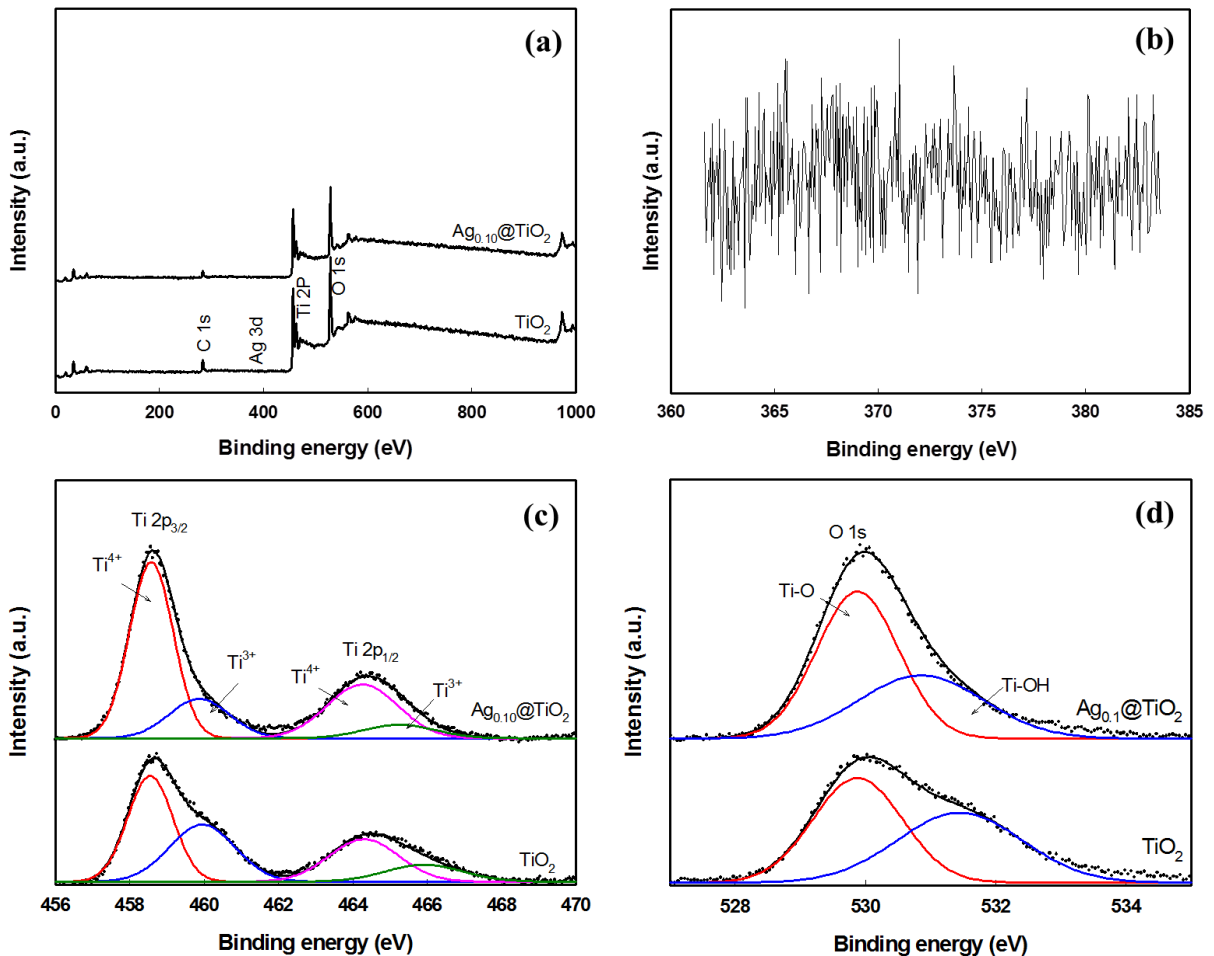 (a)
Intensity (a.u.)
Ag0.10@TiO2
C 1s
Ag 3d
Ti 2P
O 1s
TiO2
0 200 400 600 800 1000
Binding energy (eV)
(b)
Intensity (a.u.)
360 365 370 375 380 385
Binding energy (eV)
(c)
Intensity (a.u.)
Ti 2p3/2
Ti4+
Ti3+
Ti 2p1/2
Ti4+
Ti3+
Ag0.10@TiO2
TiO2
456 458 460 462 464 466 468 470
Binding energy (eV)
(d)
Intensity (a.u.)
O 1s
Ti-O
Ti-OH
Ag0.1@TiO2
TiO2
528 530 532 534
Binding energy (eV)